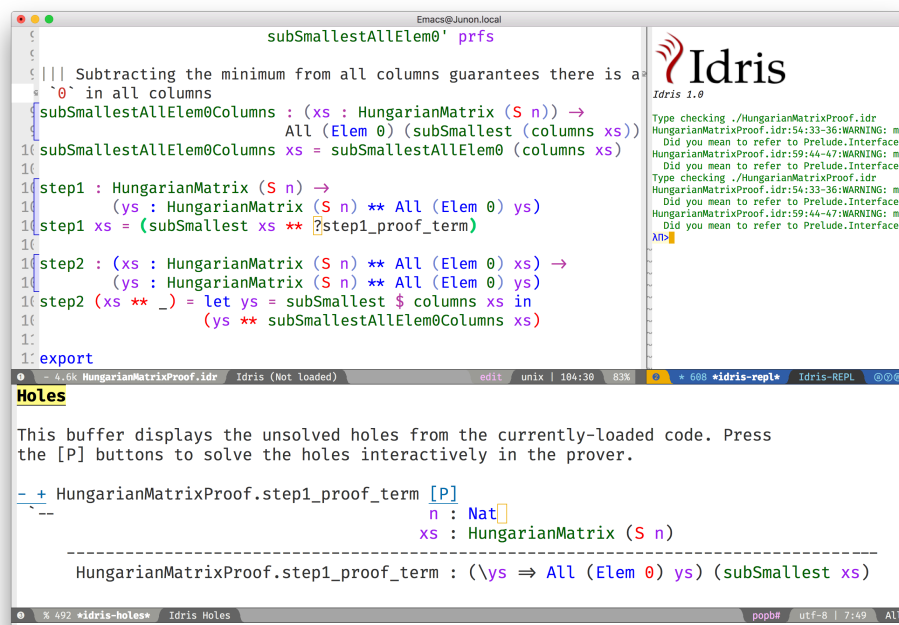 Emacs@Junon.local
subSmallestAllElem0' prfs
||| Subtracting the minimum from all columns guarantees there is a
`0` in all columns
subSmallestAllElem0Columns : (xs : HungarianMatrix (S n)) →
All (Elem 0) (subSmallest (columns xs))
subSmallestAllElem0Columns xs = subSmallestAllElem0 (columns xs)
step1 : HungarianMatrix (S n) →
(ys : HungarianMatrix (S n) ** All (Elem 0) ys)
step1 xs = (subSmallest xs ** ?step1_proof_term)
step2 : (xs : HungarianMatrix (S n) ** All (Elem 0) xs) →
(ys : HungarianMatrix (S n) ** All (Elem 0) ys)
step2 (xs ** _) = let ys = subSmallest $ columns xs in
(ys ** subSmallestAllElem0Columns xs)
export
- 4.6k HungarianMatrixProof.idr Idris (Not loaded) edit unix | 104:30 83%
Idris
Idris 1.0
Type checking ./HungarianMatrixProof.idr
HungarianMatrixProof.idr:54:33-36:WARNING: m
Did you mean to refer to Prelude.Interface
HungarianMatrixProof.idr:59:44-47:WARNING: m
Did you mean to refer to Prelude.Interface
Type checking ./HungarianMatrixProof.idr
HungarianMatrixProof.idr:54:33-36:WARNING: m
Did you mean to refer to Prelude.Interface
HungarianMatrixProof.idr:59:44-47:WARNING: m
Did you mean to refer to Prelude.Interface
λΠ>
2 * 608 *idris-repl* Idris-REPL
Holes
This buffer displays the unsolved holes from the currently-loaded code. Press
the [P] buttons to solve the holes interactively in the prover.
- + HungarianMatrixProof.step1_proof_term [P]
`-- n : Nat
xs : HungarianMatrix (S n)
------------------------------------------------------------------------------
HungarianMatrixProof.step1_proof_term : (\ys ⇒ All (Elem 0) ys) (subSmallest xs)
3 % 492 *idris-holes* Idris Holes popb# utf-8 | 7:49 All